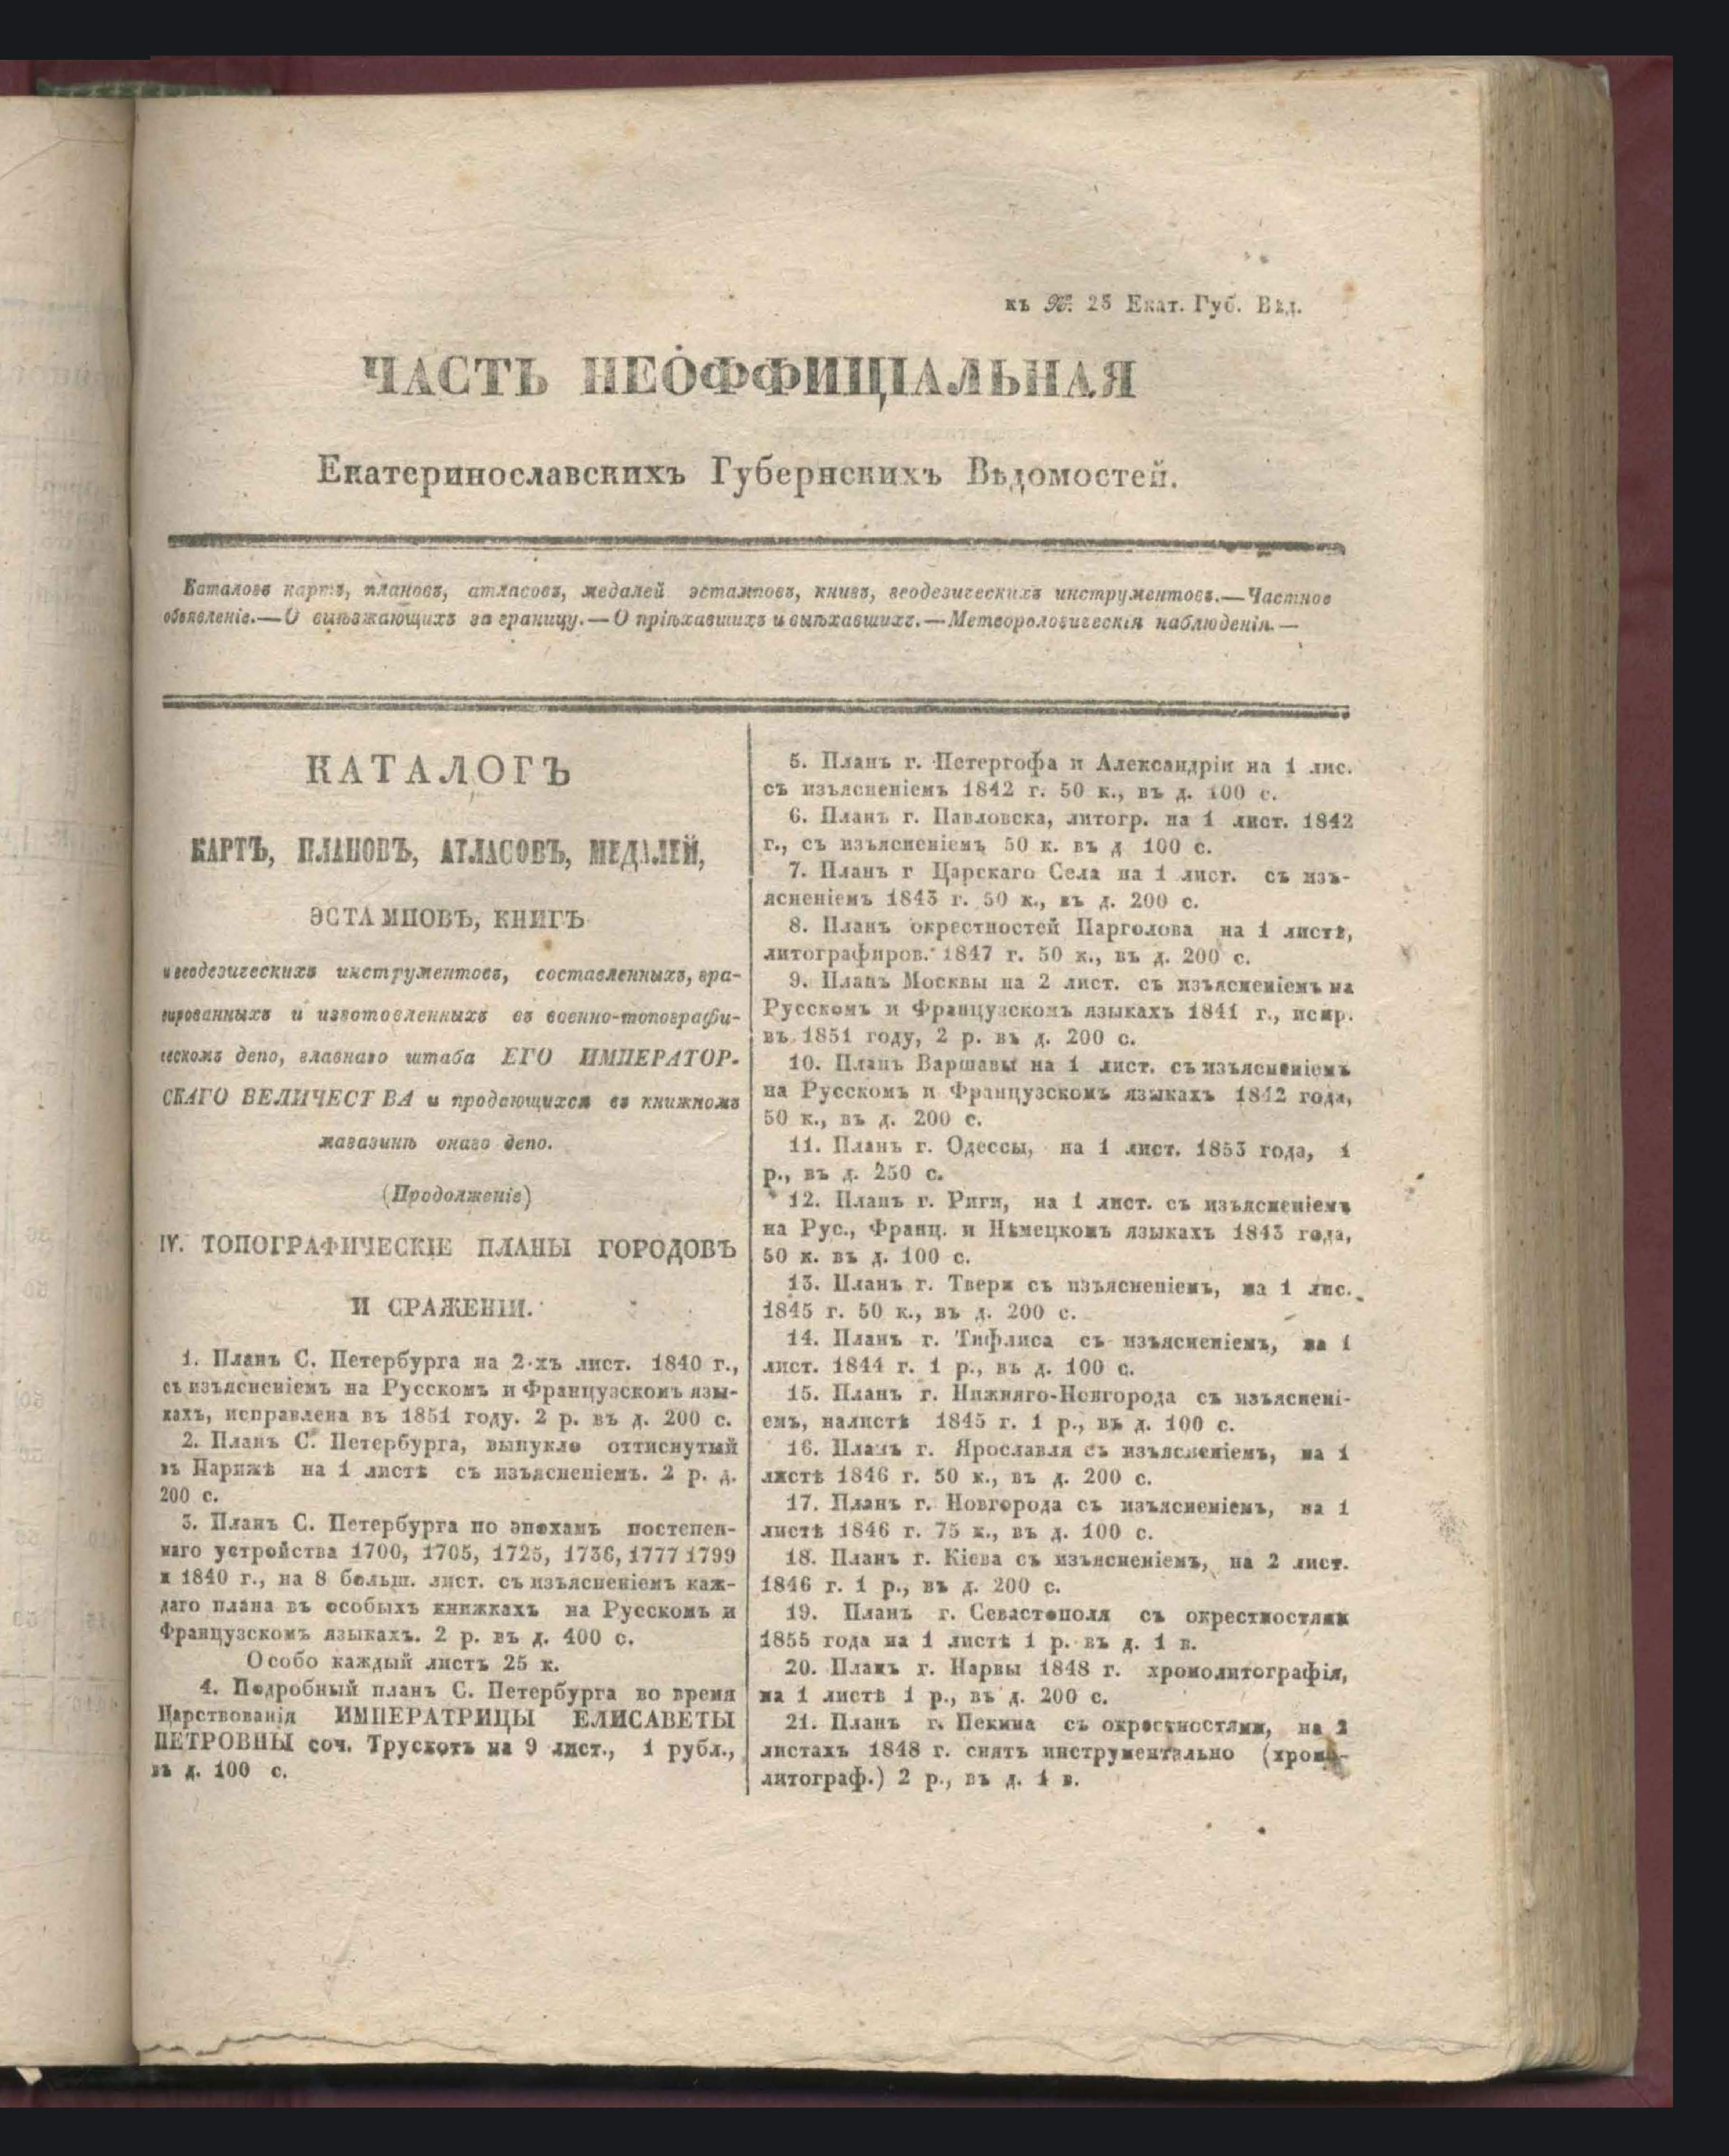 къ №. 25 Екат. Губ. Вѣд.
ЧАСТЬ НЕОФФИЦІАЛЬНАЯ
Екатеринославскихъ Губернскихъ Вѣдомостей.
Каталогъ картъ, плановъ, атласовъ, медалей эстамповъ, книгъ, геодезическихъ инструментовъ.—Частное
объявленіе.—О выѣзжающихъ за границу.—О пріѣхавшихъ и выѣхавшихъ.—Метеорологическія наблюденія.—
КАТАЛОГЪ
КАРТЪ, ПЛАНОВЪ, АТЛАСОВЪ, МЕДАЛЕЙ,
ЭСТАМПОВЪ, КНИГЪ
и геодезическихъ инструментовъ, составленныхъ, гра-
вированныхъ и изготовленныхъ въ военно-топографи-
ческомъ депо, главнаго штаба ЕГО ИМПЕРАТОР-
СКАГО ВЕЛИЧЕСТВА и продающихся въ книжномъ
магазинѣ онаго депо.
(Продолженіе)
IV. ТОПОГРАФИЧЕСКІЕ ПЛАНЫ ГОРОДОВЪ
И СРАЖЕНІИ.
1. Планъ С. Петербурга на 2-хъ лист. 1840 г.,
съ изъясненіемъ на Русскомъ и Французскомъ язы-
кахъ, исправлена въ 1851 году. 2 р. въ д. 200 с.
2. Планъ С. Петербурга, выпукло оттиснутый
въ Парижѣ на 1 листѣ съ изъясненіемъ. 2 р. д.
200 с.
3. Планъ С. Петербурга по эпохамъ постепен-
наго устройства 1700, 1705, 1725, 1736, 1777 1799
и 1840 г., на 8 больш. лист. съ изъясненіемъ каж-
даго плана въ особыхъ книжкахъ на Русскомъ и
Французскомъ языкахъ. 2 р. въ д. 400 с.
Особо каждый листъ 25 к.
4. Подробный планъ С. Петербурга во время
Царствованія ИМПЕРАТРИЦЫ ЕЛИСАВЕТЫ
ПЕТРОВНЫ соч. Трускотъ на 9 лист., 1 рубл.,
въ д. 100 с.
5. Планъ г. Петергофа и Александріи на 1 лис.
съ изъясненіемъ 1842 г. 50 к., въ д. 100 с.
6. Планъ г. Павловска, литогр. на 1 лист. 1842
г., съ изъясненіемъ 50 к. въ д 100 с.
7. Планъ г Царскаго Села на 1 лист. съ изъ-
ясненіемъ 1843 г. 50 к., въ д. 200 с.
8. Планъ окрестностей Парголова на 1 листѣ,
литографиров. 1847 г. 50 к., въ д. 200 с.
9. Планъ Москвы на 2 лист. съ изъясненіемъ на
Русскомъ и Французскомъ языкахъ 1841 г., испр.
въ 1851 году, 2 р. въ д. 200 с.
10. Планъ Варшавы на 1 лист. съ изъясненіемъ
на Русскомъ и Французскомъ языкахъ 1842 года,
50 к., въ д. 200 с.
11. Планъ г. Одессы, на 1 лист. 1853 года, 1
р., въ д. 250 с.
12. Планъ г. Риги, на 1 лист. съ изъясненіемъ
на Рус., Франц. и Нѣмецкомъ языкахъ 1843 года,
50 к. въ д. 100 с.
13. Планъ г. Твери съ изъясненіемъ, на 1 лис.
1845 г. 50 к., въ д. 200 с.
14. Планъ г. Тифлиса съ изъясненіемъ, на 1
лист. 1844 г. 1 р., въ д. 100 с.
15. Планъ г. Нижняго-Новгорода съ изъясненi-
емъ, налистѣ 1845 г. 1 р., въ д. 100 с.
16. Планъ г. Ярославля съ изъясненіемъ, на 1
листѣ 1846 г. 50 к., въ д. 200 с.
17. Планъ г. Новгорода съ изъясненіемъ, на 1
листѣ 1846 г. 75 к., въ д. 100 с.
18. Планъ г. Кіева съ изъясненіемъ, на 2 лист.
1846 г. 1 р., въ д. 200 с.
19. Планъ г. Севастополя съ окрестностями
1855 года на 1 листѣ 1 р. въ д. 1 в.
20. Планъ г. Нарвы 1848 г. хромолитографія,
на 1 листѣ 1 р., въ д. 200 с.
21. Планъ г. Пекина съ окрестностями, на 2
листахъ 1848 г. снятъ инструментально (хромо-
литограф.) 2 р., въ д. 1 в.